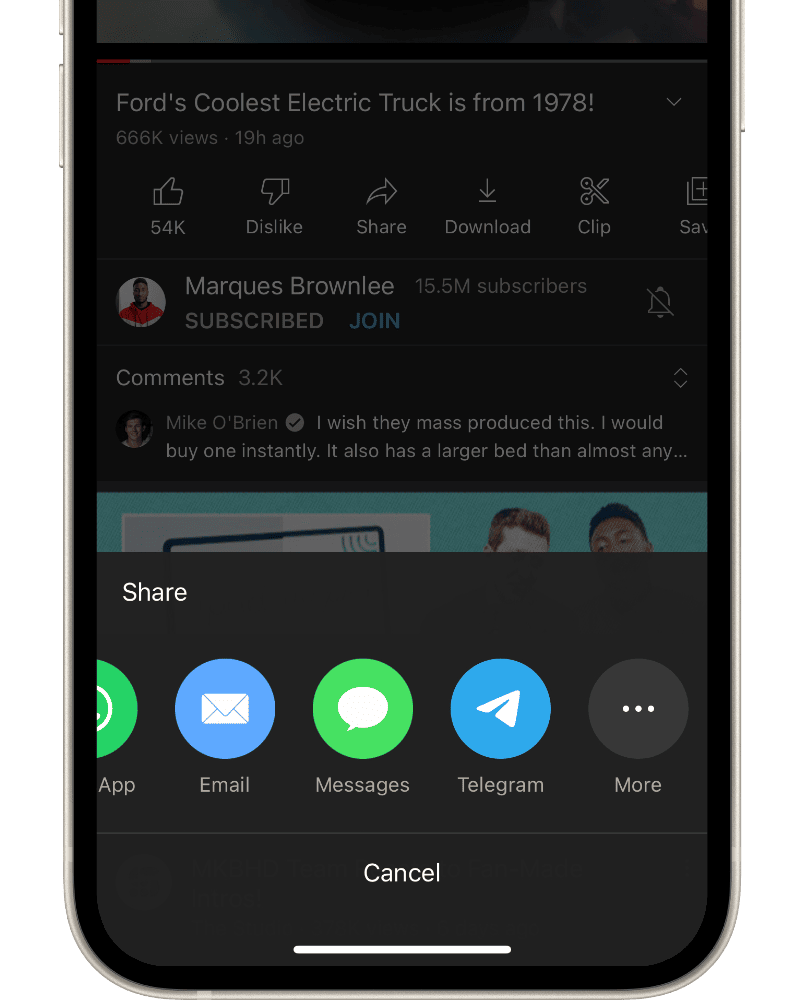 Ford's Coolest Electric Truck is from 1978!
666K views · 19h ago
54K Dislike Share Download Clip Sav
Marques Brownlee 15.5M subscribers
SUBSCRIBED JOIN
Comments 3.2K
Mike O'Brien I wish they mass produced this. I would
buy one instantly. It also has a larger bed than almost any...
Share
App Email Messages Telegram More
Cancel